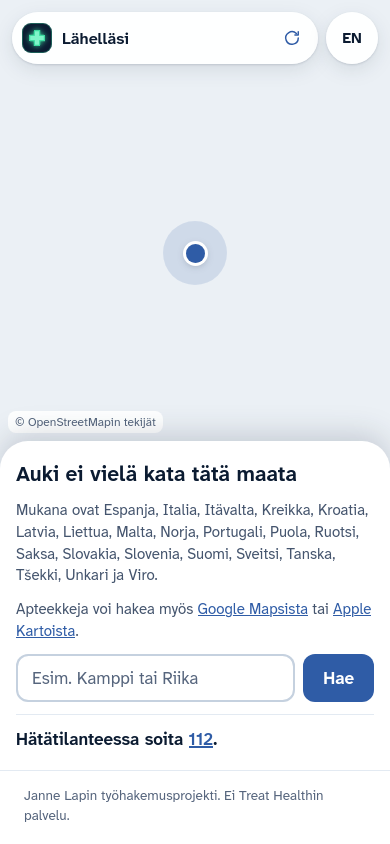 Lähelläsi
EN
© OpenStreetMapin tekijät
Auki ei vielä kata tätä maata
Mukana ovat Espanja, Italia, Itävalta, Kreikka, Kroatia,
Latvia, Liettua, Malta, Norja, Portugali, Puola, Ruotsi,
Saksa, Slovakia, Slovenia, Suomi, Sveitsi, Tanska,
Tšekki, Unkari ja Viro.
Apteekkeja voi hakea myös Google Mapsista tai Apple
Kartoista.
Esim. Kamppi tai Riika
Hae
Hätätilanteessa soita 112.
Janne Lapin työhakemusprojekti. Ei Treat Healthin
palvelu.